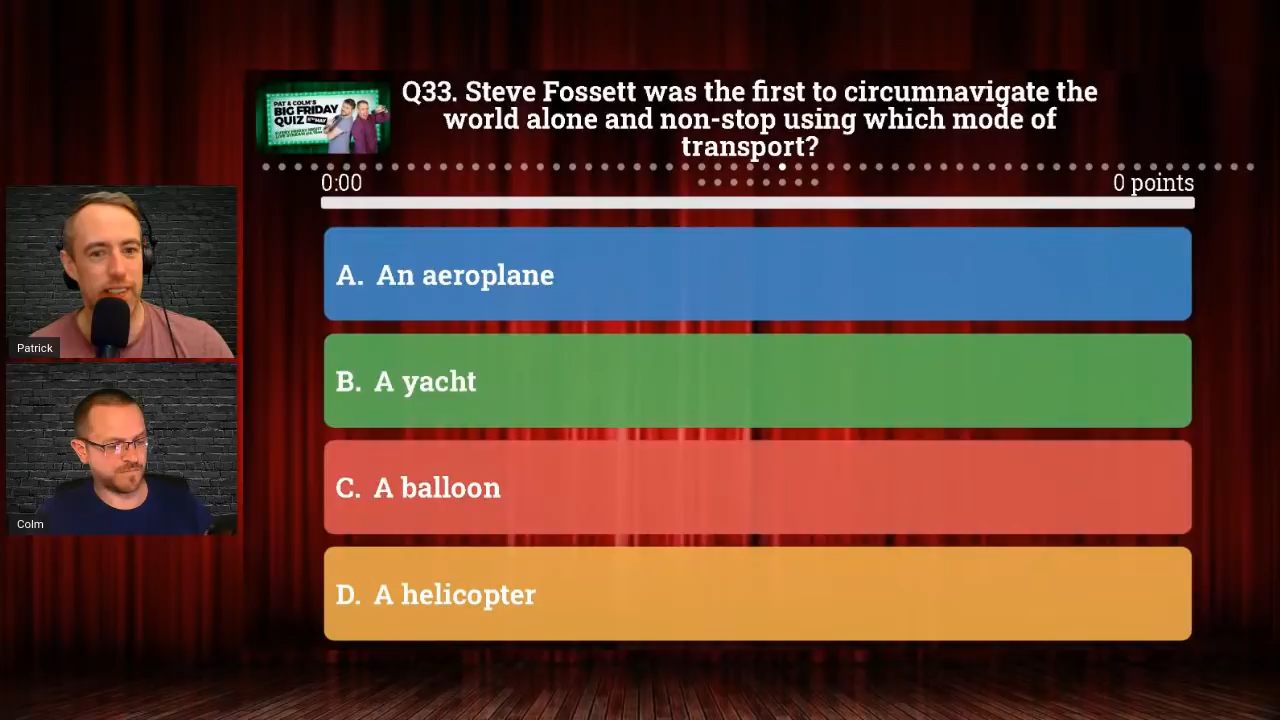 Q33. Steve Fossett was the first to circumnavigate the
world alone and non-stop using which mode of
transport?
PAT & COLM'S
BIG FRIDAY
QUIZ
0:00
0 points
A. An aeroplane
B. A yacht
C. A balloon
D. A helicopter
Patrick
Colm